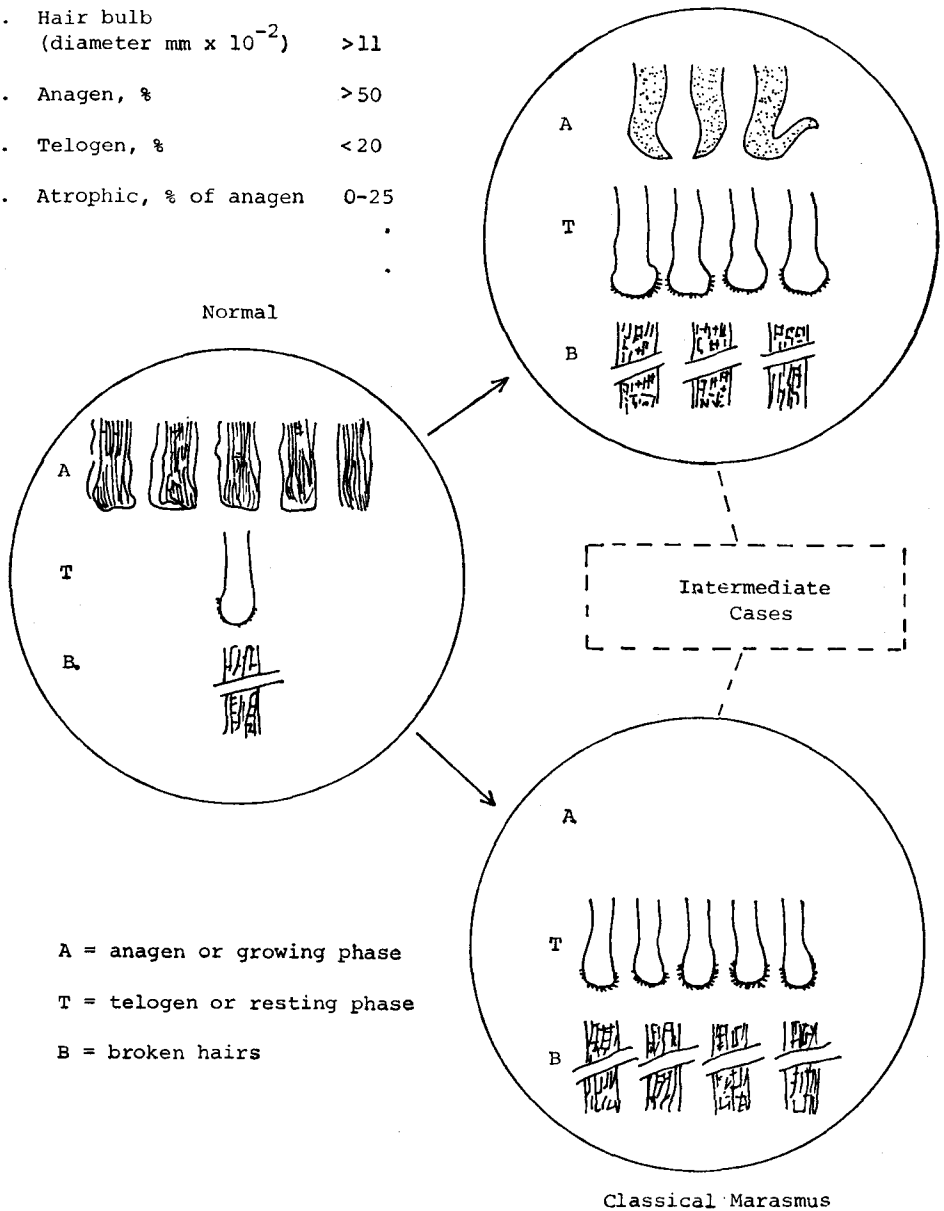 . Hair bulb
(diameter mm x 10^-2) >11
. Anagen, % >50
. Telogen, % <20
. Atrophic, % of anagen 0-25
.
.
Normal
A
T
B
A
T
B.
Intermediate
Cases
A
T
B
A = anagen or growing phase
T = telogen or resting phase
B = broken hairs
Classical Marasmus